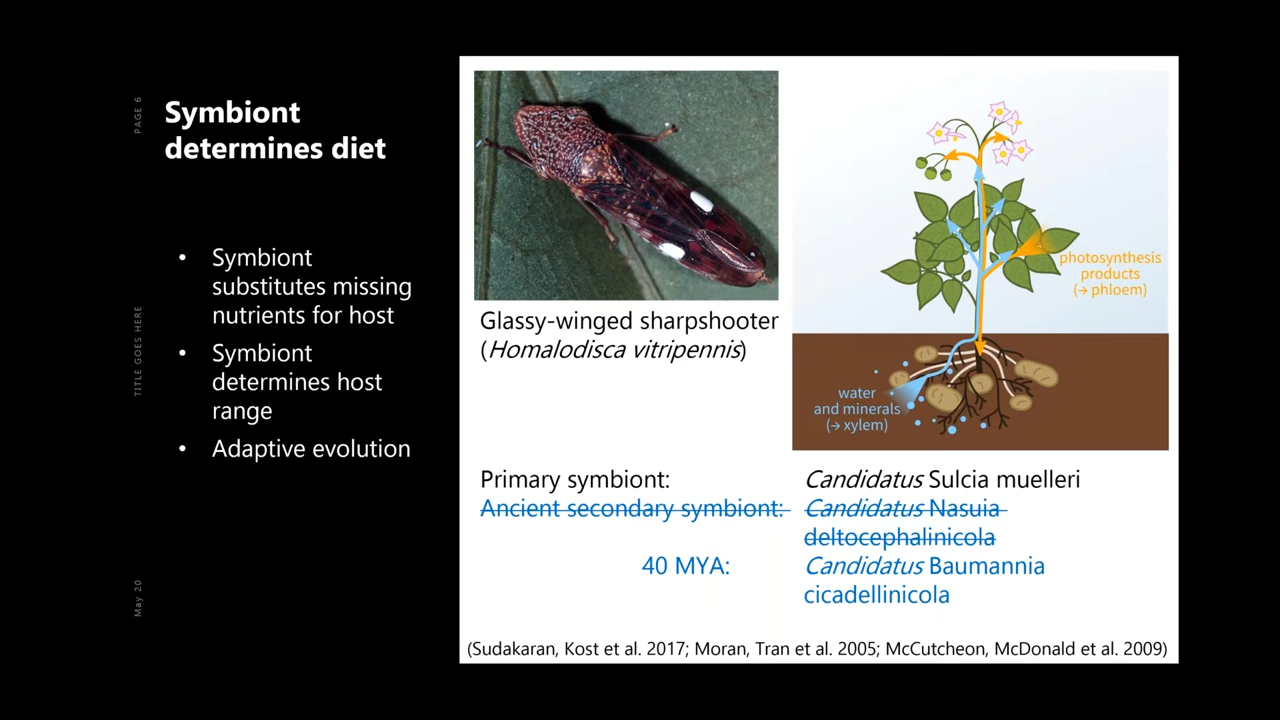 PAGE 6
Symbiont
determines diet
• Symbiont
substitutes missing
nutrients for host
• Symbiont
determines host
range
• Adaptive evolution
TITLE GOES HERE
May 20
Glassy-winged sharpshooter
(Homalodisca vitripennis)
photosynthesis
products
(→ phloem)
water
and minerals
(→ xylem)
Primary symbiont: Candidatus Sulcia muelleri
Ancient secondary symbiont: Candidatus Nasuia
deltocephalinicola
40 MYA: Candidatus Baumannia
cicadellinicola
(Sudakaran, Kost et al. 2017; Moran, Tran et al. 2005; McCutcheon, McDonald et al. 2009)